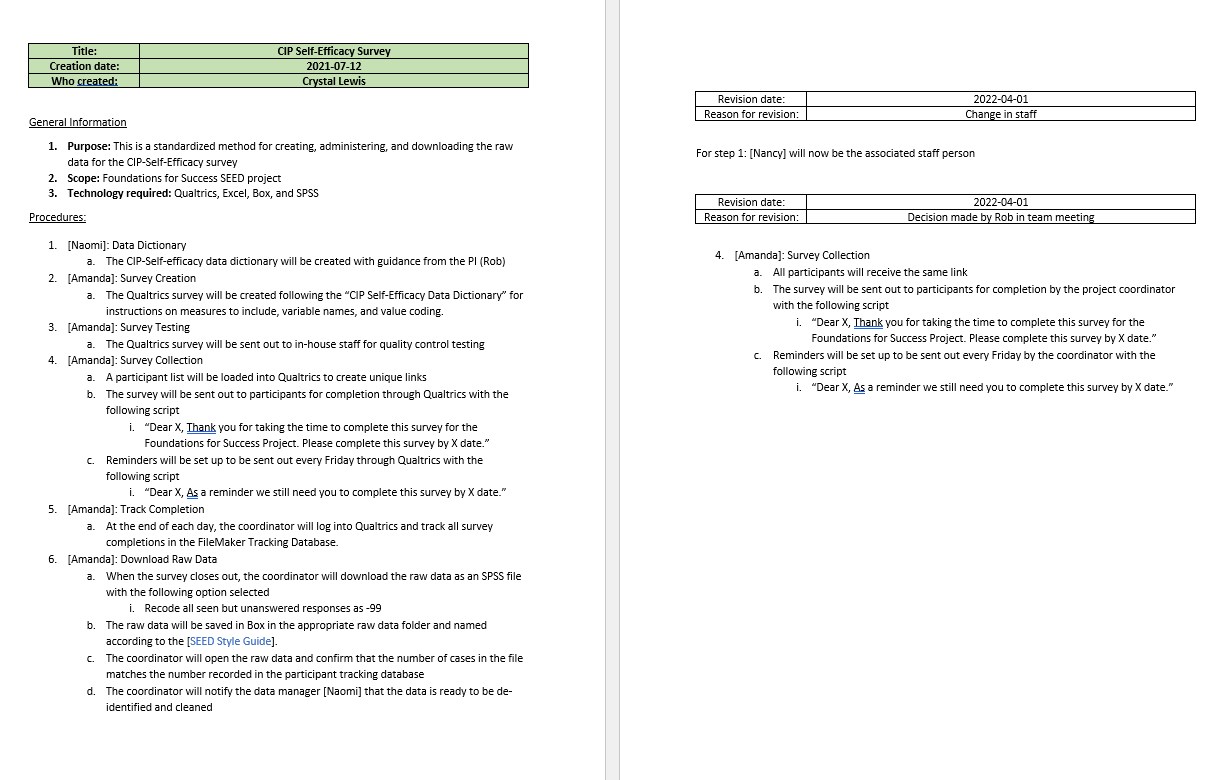 Title: CIP Self-Efficacy Survey
Creation date: 2021-07-12
Who created: Crystal Lewis
General Information
1. Purpose: This is a standardized method for creating, administering, and downloading the raw
data for the CIP-Self-Efficacy survey
2. Scope: Foundations for Success SEED project
3. Technology required: Qualtrics, Excel, Box, and SPSS
Procedures:
1. [Naomi]: Data Dictionary
a. The CIP-Self-efficacy data dictionary will be created with guidance from the PI (Rob)
2. [Amanda]: Survey Creation
a. The Qualtrics survey will be created following the “CIP Self-Efficacy Data Dictionary” for
instructions on measures to include, variable names, and value coding.
3. [Amanda]: Survey Testing
a. The Qualtrics survey will be sent out to in-house staff for quality control testing
4. [Amanda]: Survey Collection
a. A participant list will be loaded into Qualtrics to create unique links
b. The survey will be sent out to participants for completion through Qualtrics with the
following script
i. “Dear X, Thank you for taking the time to complete this survey for the
Foundations for Success Project. Please complete this survey by X date.”
c. Reminders will be set up to be sent out every Friday through Qualtrics with the
following script
i. “Dear X, As a reminder we still need you to complete this survey by X date.”
5. [Amanda]: Track Completion
a. At the end of each day, the coordinator will log into Qualtrics and track all survey
completions in the FileMaker Tracking Database.
6. [Amanda]: Download Raw Data
a. When the survey closes out, the coordinator will download the raw data as an SPSS file
with the following option selected
i. Recode all seen but unanswered responses as -99
b. The raw data will be saved in Box in the appropriate raw data folder and named
according to the [SEED Style Guide].
c. The coordinator will open the raw data and confirm that the number of cases in the file
matches the number recorded in the participant tracking database
d. The coordinator will notify the data manager [Naomi] that the data is ready to be de-
identified and cleaned
Revision date: 2022-04-01
Reason for revision: Change in staff
For step 1: [Nancy] will now be the associated staff person
Revision date: 2022-04-01
Reason for revision: Decision made by Rob in team meeting
4. [Amanda]: Survey Collection
a. All participants will receive the same link
b. The survey will be sent out to participants for completion by the project coordinator
with the following script
i. “Dear X, Thank you for taking the time to complete this survey for the
Foundations for Success Project. Please complete this survey by X date.”
c. Reminders will be set up to be sent out every Friday by the coordinator with the
following script
i. “Dear X, As a reminder we still need you to complete this survey by X date.”